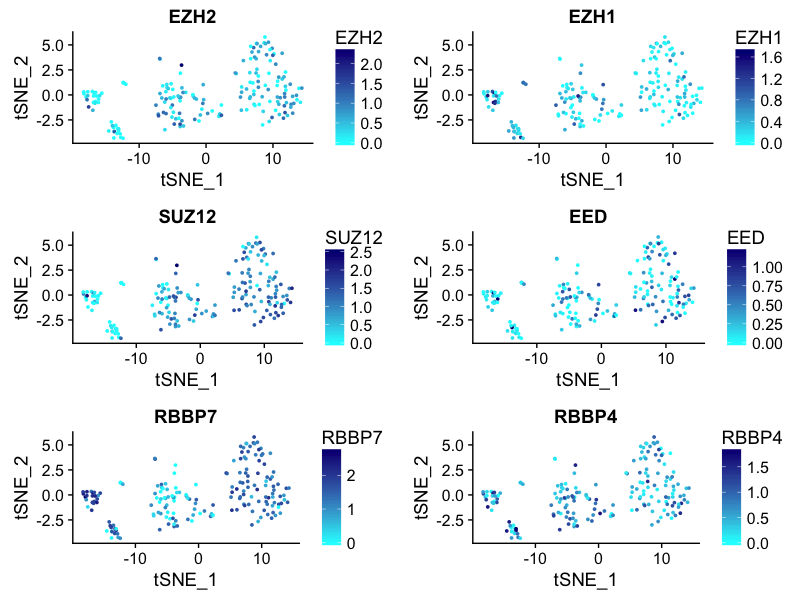 EZH2
EZH2
tSNE_2
5.0
2.5
0.0
-2.5
-10
0
10
tSNE_1
2.0
1.5
1.0
0.5
0.0
EZH1
EZH1
tSNE_2
5.0
2.5
0.0
-2.5
-10
0
10
tSNE_1
1.6
1.2
0.8
0.4
0.0
SUZ12
SUZ12
tSNE_2
5.0
2.5
0.0
-2.5
-10
0
10
tSNE_1
2.5
2.0
1.5
1.0
0.5
0.0
EED
EED
tSNE_2
5.0
2.5
0.0
-2.5
-10
0
10
tSNE_1
1.00
0.75
0.50
0.25
0.00
RBBP7
RBBP7
tSNE_2
5.0
2.5
0.0
-2.5
-10
0
10
tSNE_1
2
1
0
RBBP4
RBBP4
tSNE_2
5.0
2.5
0.0
-2.5
-10
0
10
tSNE_1
1.5
1.0
0.5
0.0